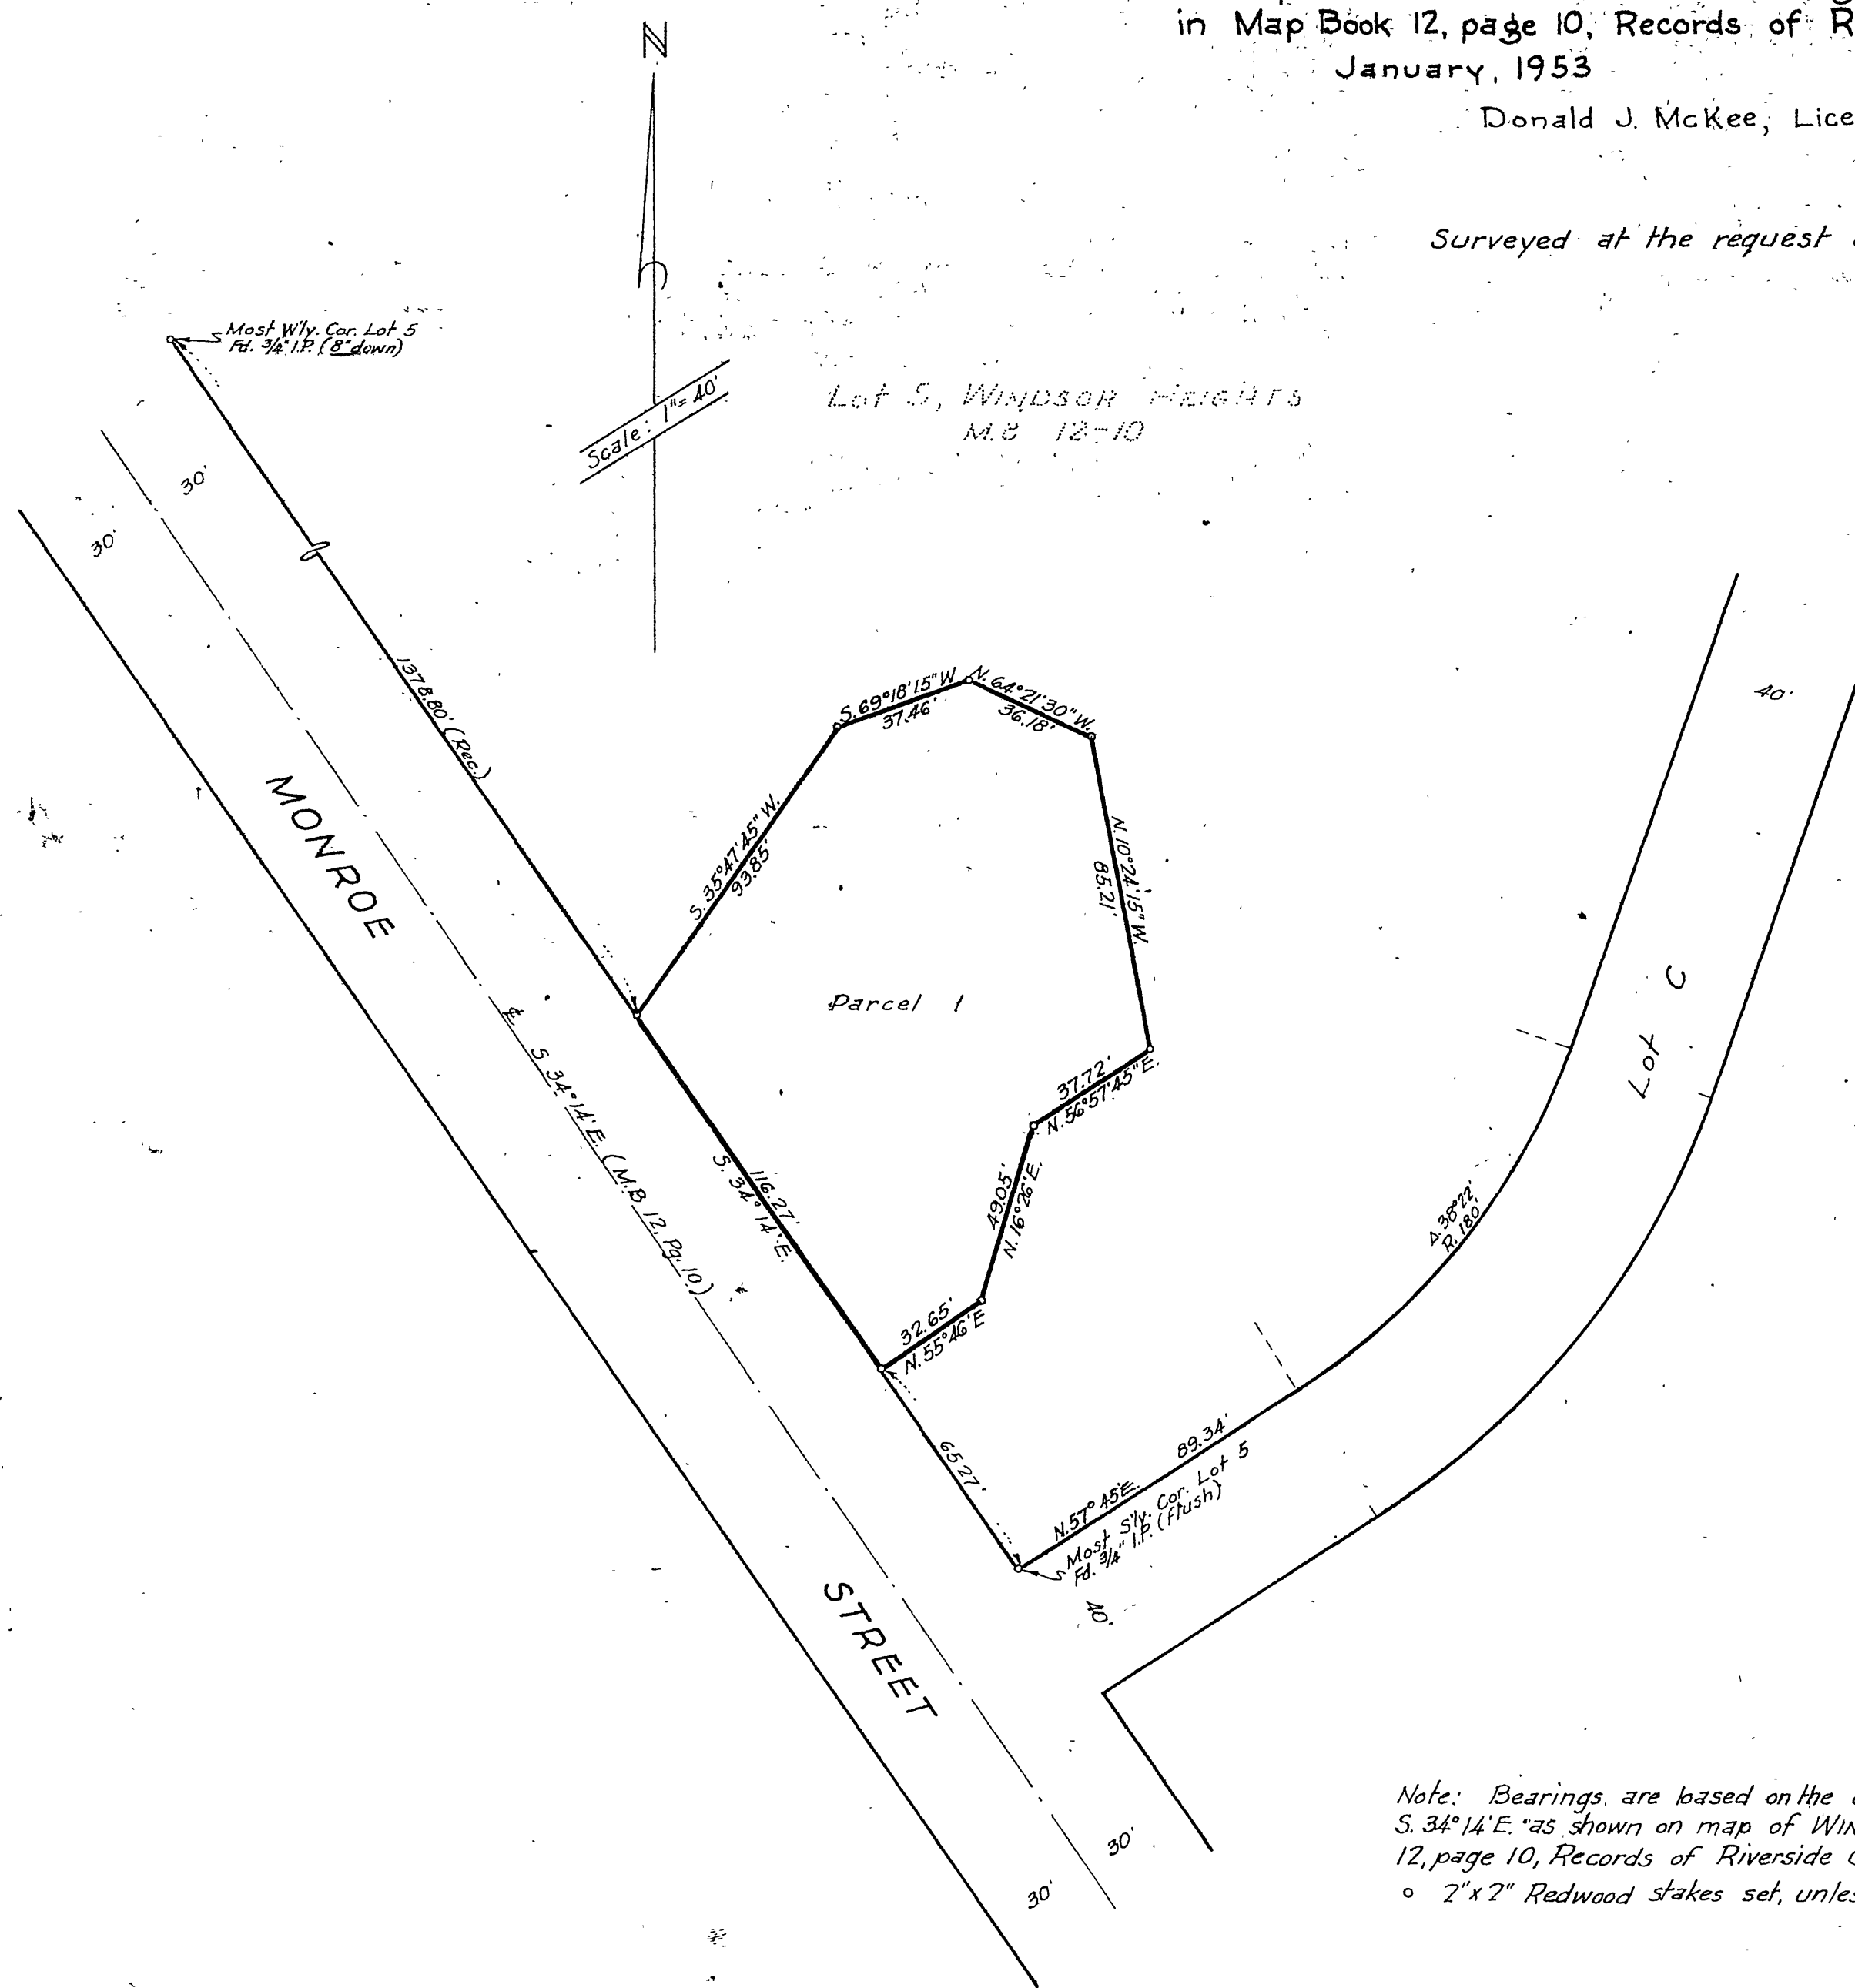 in Map Book 12, page 10, Records of R
January, 1953
Donald J. McKee, Lice
Surveyed at the request
N
Most W'ly. Cor. Lot 5
Fd. 3/4" I.P. (8" down)
Scale: 1"= 40'
Lot 5, WINDSOR HEIGHTS
M.B 12-10
30'
30'
1378.80' (Rec.)
MONROE
S. 69°18'15" W
37.46'
N. 64°21'30" W.
36.18'
40'
S. 35°47'45" W.
93.85'
N. 10°24'15" W.
85.21'
Parcel 1
Lot C
℄ S 34°14' E. (M.B 12, Pg. 10)
37.72'
N. 56°57'45" E.
116.27'
S. 34°14' E.
49.05'
N. 16°26' E.
Δ. 38°22'
R. 180'
32.65'
N. 55°46' E
65.27'
89.34'
N. 57°45' E.
Most S'ly. Cor. Lot 5
Fd. 3/4" I.P. (flush)
40'
STREET
30'
30'
Note: Bearings are based on the
S. 34°14' E. "as shown on map of WIN
12, page 10, Records of Riverside
o 2"x2" Redwood stakes set, unles